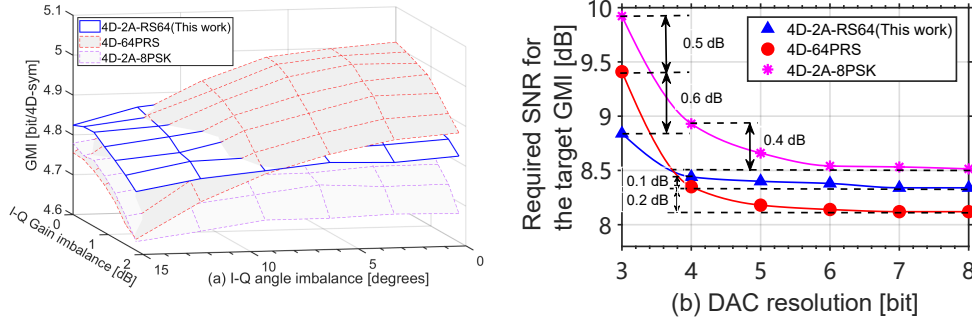 5.1
5
4.9
4.8
4.7
4.6
GMI [bit/4D-sym]
4D-2A-RS64(This work)
4D-64PRS
4D-2A-8PSK
0
1
2
I-Q Gain imbalance [dB]
15
10
5
0
(a) I-Q angle imbalance [degrees]
10
9.5
9
8.5
8
Required SNR for
the target GMI [dB]
4D-2A-RS64(This work)
4D-64PRS
4D-2A-8PSK
0.5 dB
0.6 dB
0.4 dB
0.1 dB
0.2 dB
3
4
5
6
7
8
(b) DAC resolution [bit]